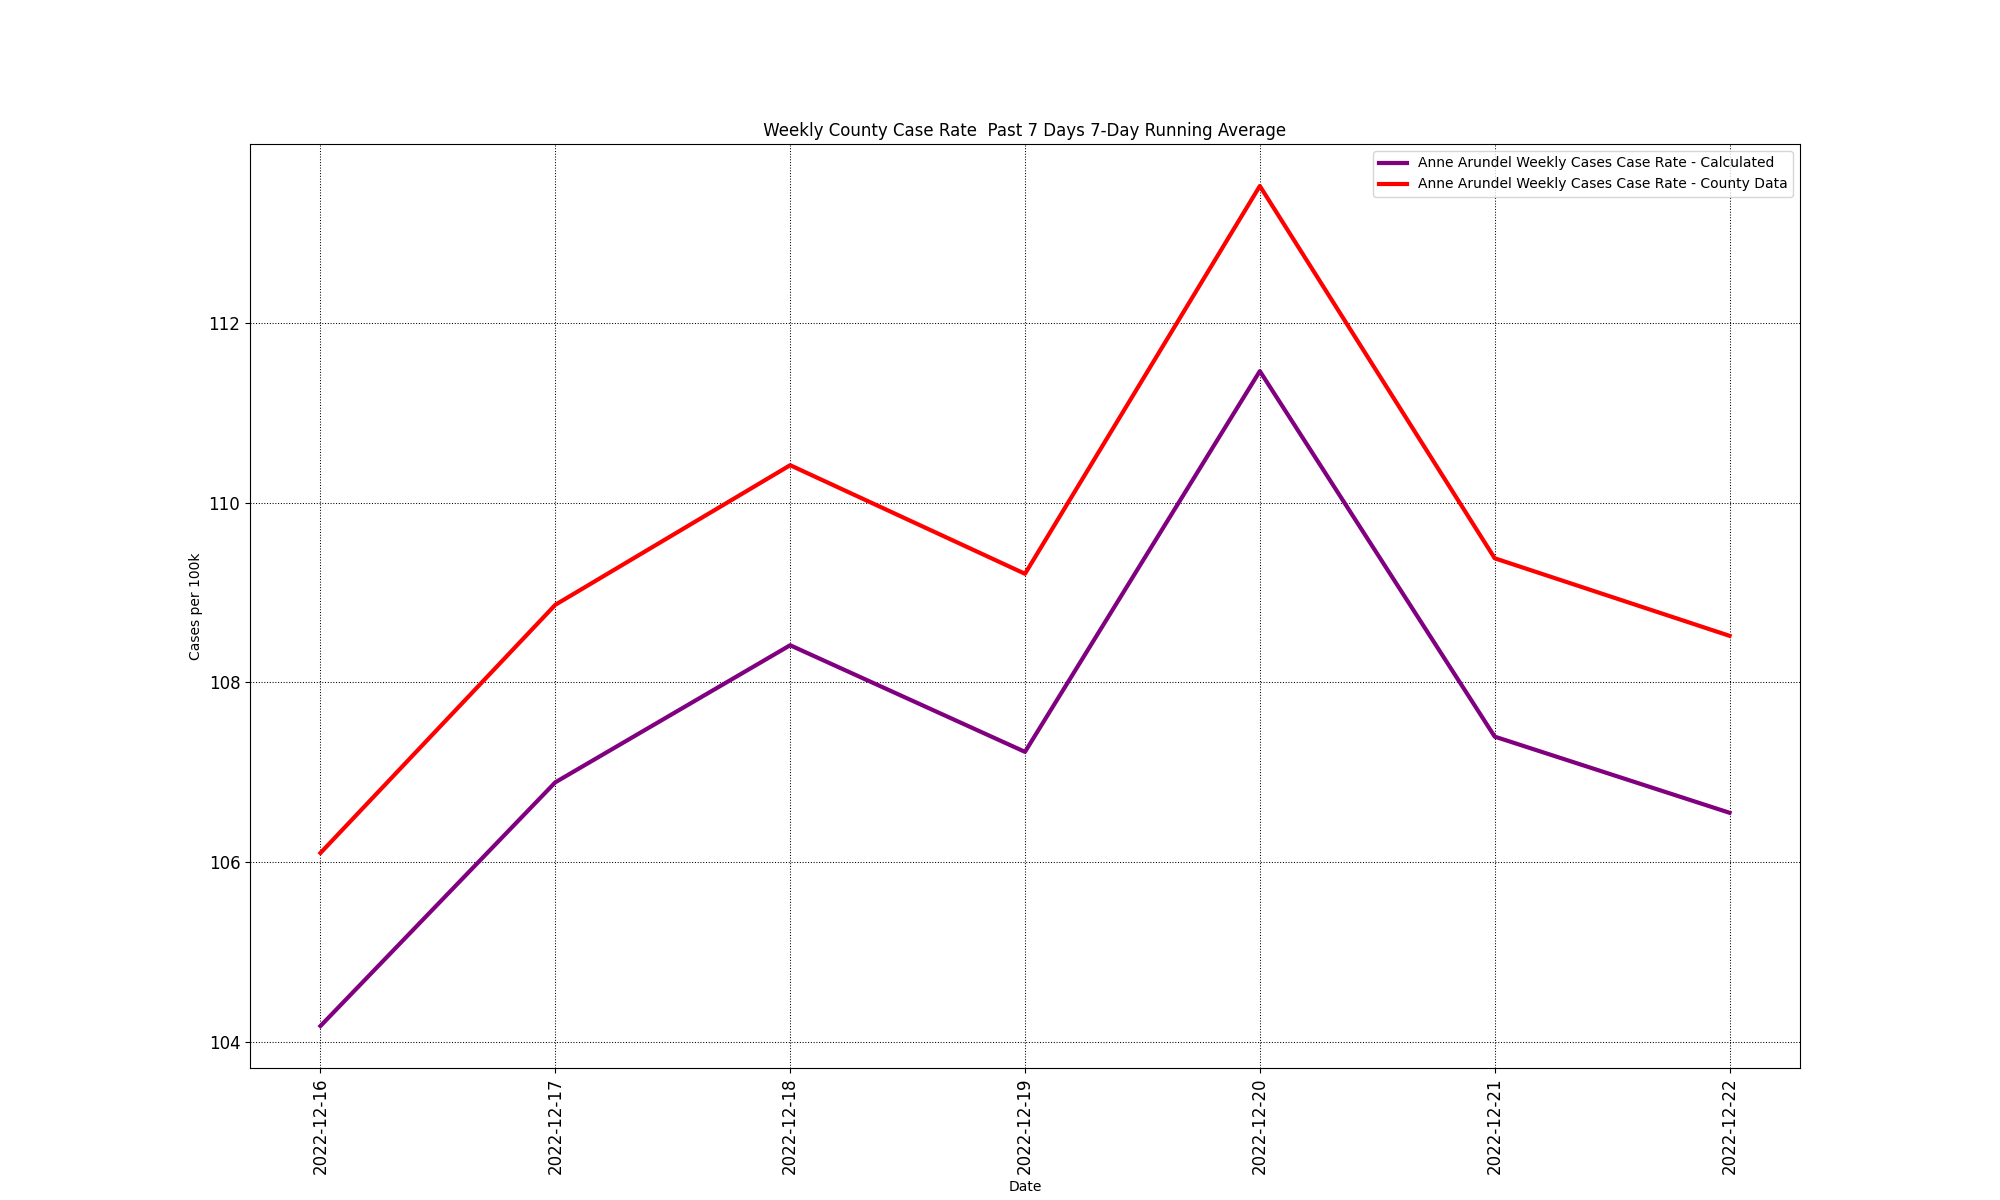 Weekly County Case Rate  Past 7 Days 7-Day Running Average
Anne Arundel Weekly Cases Case Rate - Calculated
Anne Arundel Weekly Cases Case Rate - County Data
112
110
108
106
104
Cases per 100k
2022-12-16
2022-12-17
2022-12-18
2022-12-19
2022-12-20
2022-12-21
2022-12-22
Date